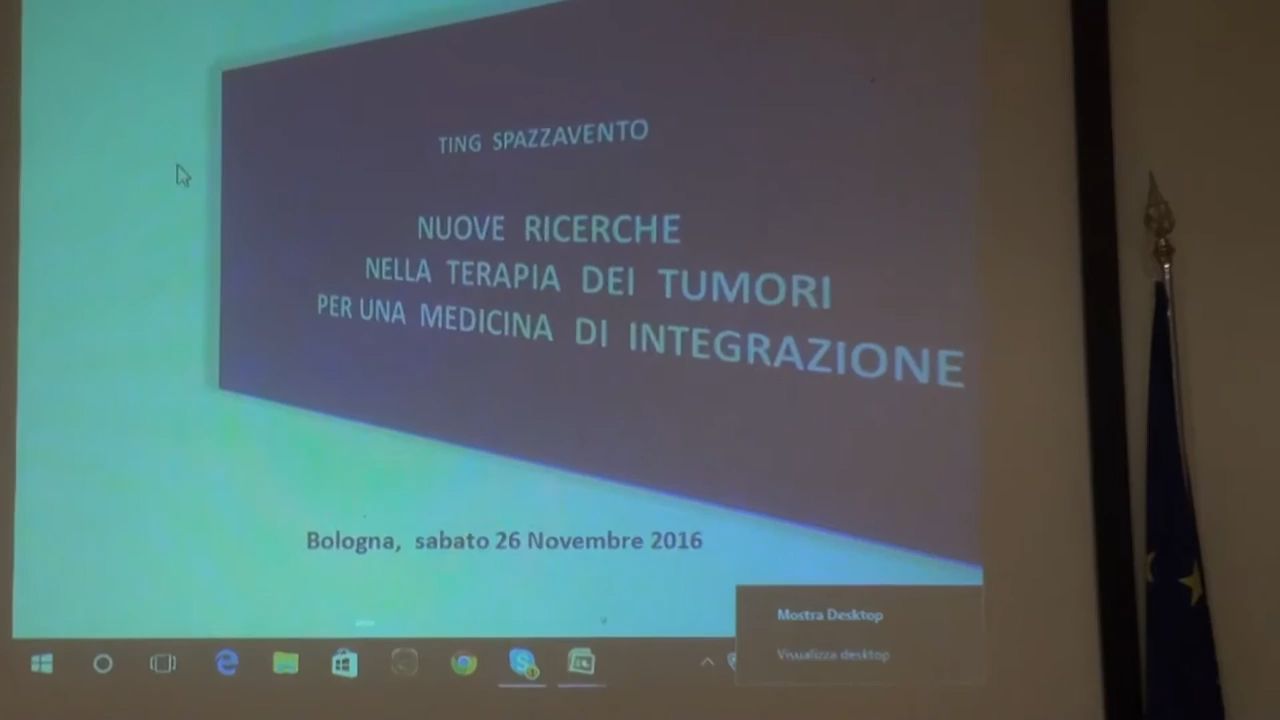 TING SPAZZAVENTO
NUOVE RICERCHE
NELLA TERAPIA DEI TUMORI
PER UNA MEDICINA DI INTEGRAZIONE
Bologna, sabato 26 Novembre 2016
Mostra Desktop
Visualizza desktop